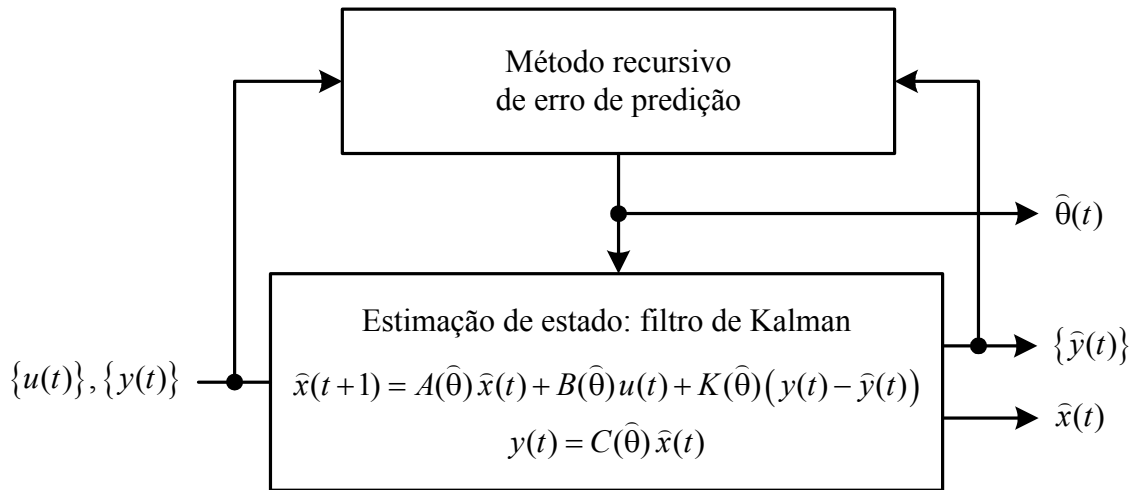 Método recursivo
de erro de predição
θ̂(t)
Estimação de estado: filtro de Kalman
{u(t)}, {y(t)}
x̂(t+1) = A(θ̂) x̂(t) + B(θ̂) u(t) + K(θ̂) (y(t) − ŷ(t))
y(t) = C(θ̂) x̂(t)
{ŷ(t)}
x̂(t)